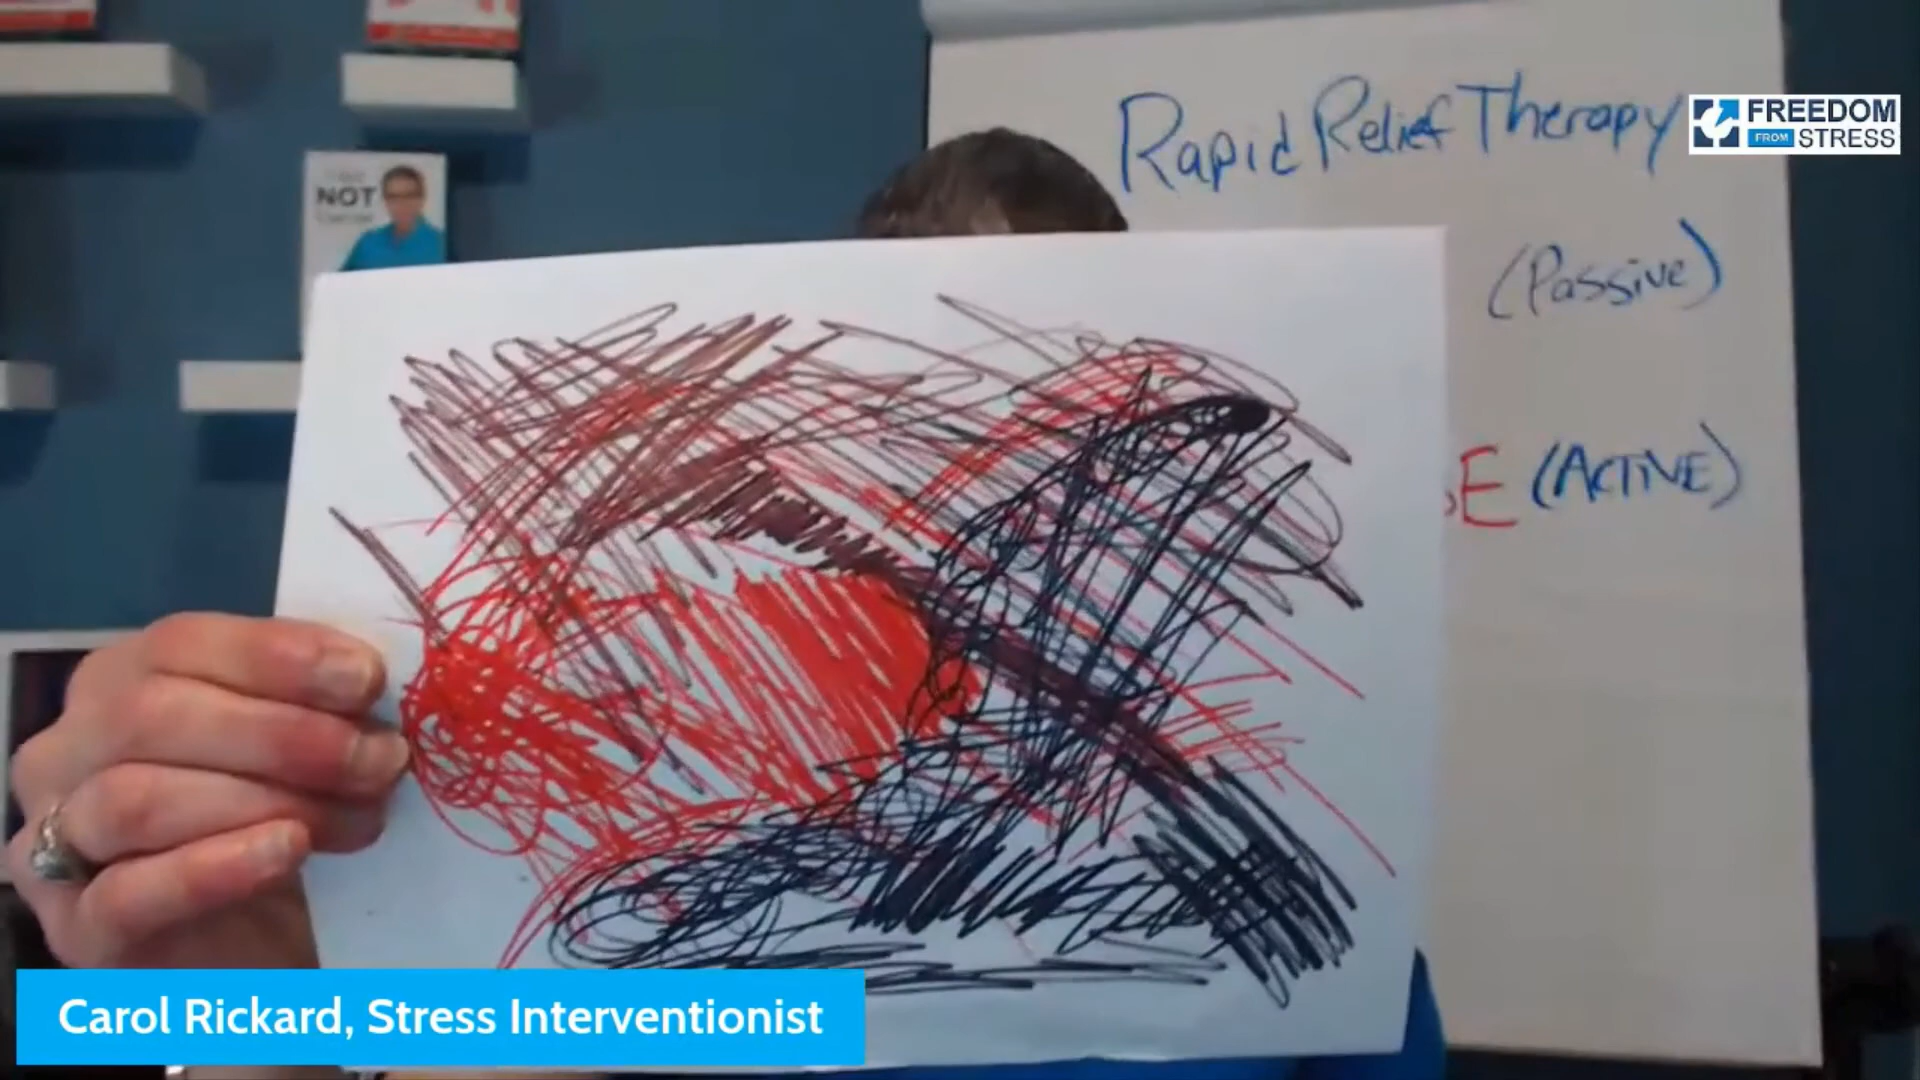 Rapid Relief Therapy
FREEDOM
FROM STRESS
NOT
(Passive)
E (ACTIVE)
Carol Rickard, Stress Interventionist